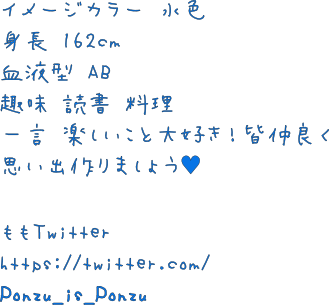 イメージカラー 水色
身長 162cm
血液型 AB
趣味 読書 料理
一言 楽しいこと大好き！皆仲良く
思い出作りましょう♥
ももTwitter
https://twitter.com/
Ponzu_is_Ponzu